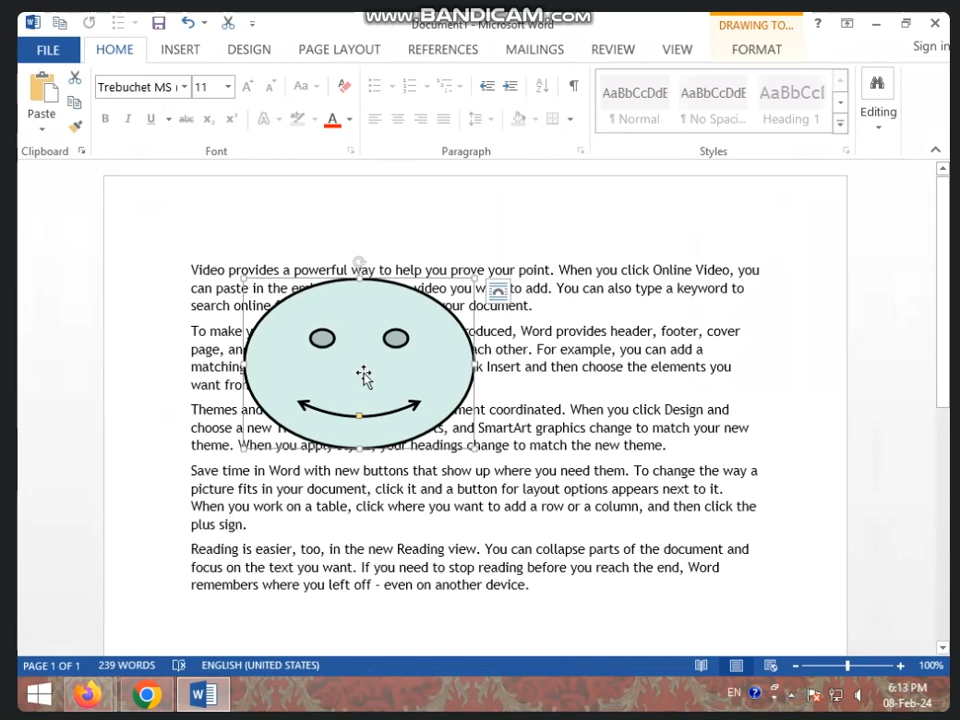 www.BANDICAM.com
Document1 - Microsoft Word
DRAWING TO...
Sign in
FILE HOME INSERT DESIGN PAGE LAYOUT REFERENCES MAILINGS REVIEW VIEW FORMAT
Paste
Clipboard
Trebuchet MS ( 11 Aa
B I U abc x₂ x² A A
Font
Paragraph
AaBbCcDdE AaBbCcDdE AaBbCcI
¶ Normal ¶ No Spaci... Heading 1
Styles
Editing
Video provides a powerful way to help you prove your point. When you click Online Video, you
can paste in the video you to add. You can also type a keyword to
search online your document.
To make Word provides header, footer, cover
page, each other. For example, you can add a
matching Insert and then choose the elements you
want
Themes and coordinated. When you click Design and
choose a new and SmartArt graphics change to match your new
theme. When you apply your headings change to match the new theme.
Save time in Word with new buttons that show up where you need them. To change the way a
picture fits in your document, click it and a button for layout options appears next to it.
When you work on a table, click where you want to add a row or a column, and then click the
plus sign.
Reading is easier, too, in the new Reading view. You can collapse parts of the document and
focus on the text you want. If you need to stop reading before you reach the end, Word
remembers where you left off - even on another device.
PAGE 1 OF 1 239 WORDS ENGLISH (UNITED STATES) 100%
EN 6:13 PM
08-Feb-24